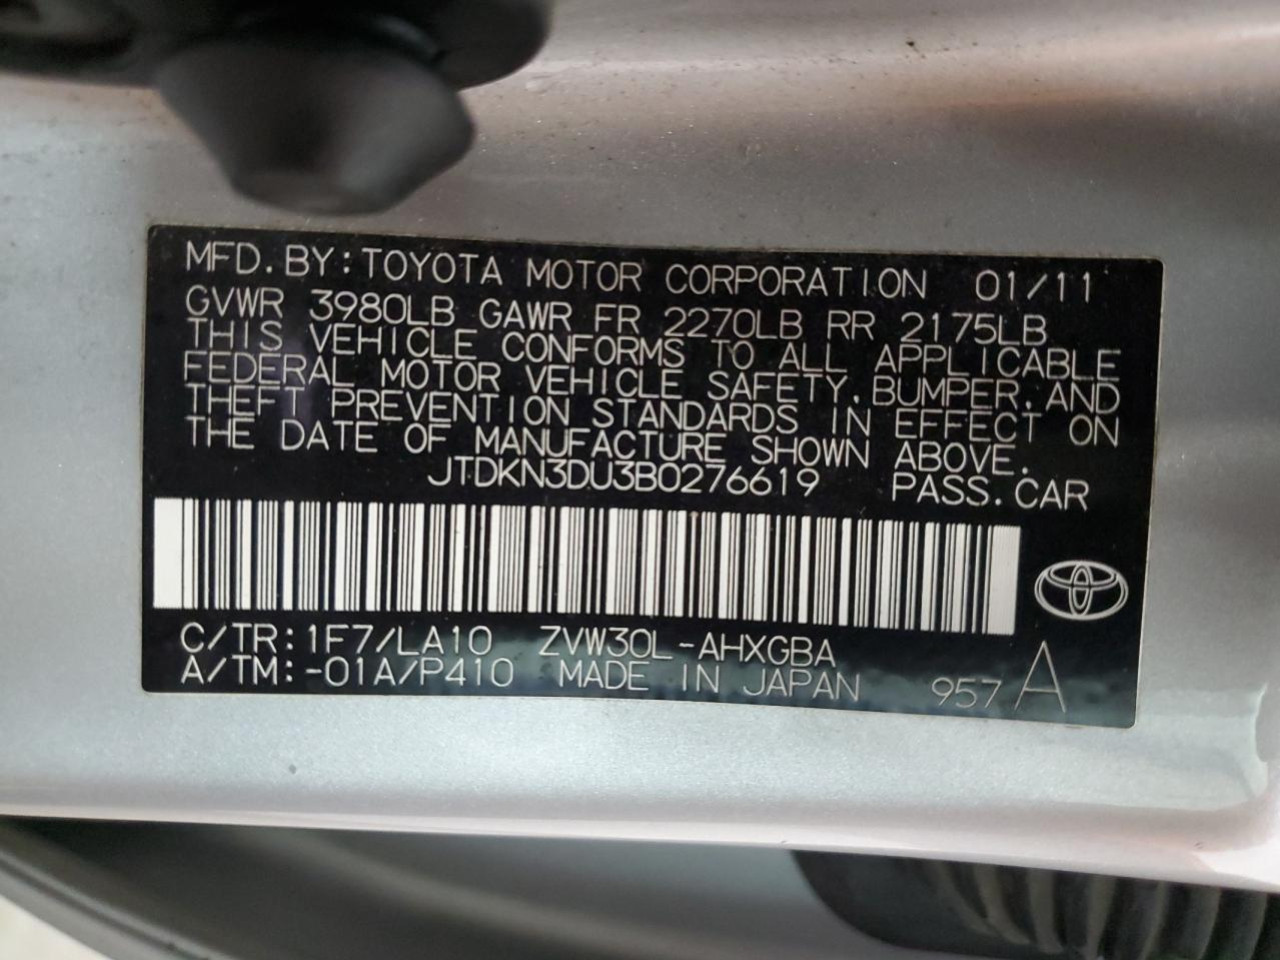 MFD. BY: TOYOTA MOTOR CORPORATION 01/11
GVWR 3980LB GAWR FR 2270LB RR 2175LB
THIS VEHICLE CONFORMS TO ALL APPLICABLE
FEDERAL MOTOR VEHICLE SAFETY, BUMPER, AND
THEFT PREVENTION STANDARDS IN EFFECT ON
THE DATE OF MANUFACTURE SHOWN ABOVE.
JTDKN3DU3B0276619 PASS. CAR
C/TR: 1F7/LA10 ZVW30L-AHXGBA
A/TM: -01A/P410 MADE IN JAPAN 957 A